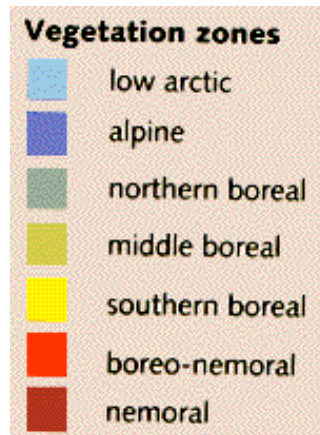 Vegetation zones
low arctic
alpine
northern boreal
middle boreal
southern boreal
boreo-nemoral
nemoral